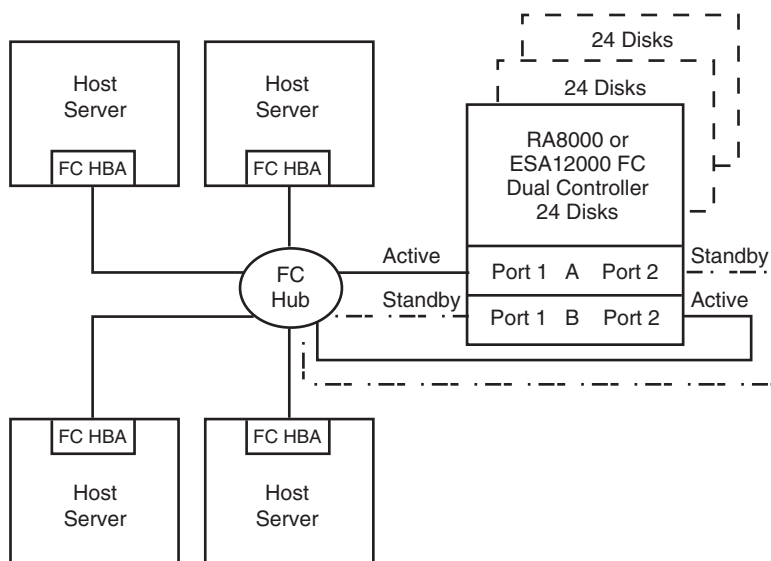 Host
Server
FC HBA
Host
Server
FC HBA
24 Disks
24 Disks
RA8000 or
ESA12000 FC
Dual Controller
24 Disks
FC
Hub
Active
Port 1 A Port 2
Standby
Standby
Port 1 B Port 2
Active
FC HBA
Host
Server
FC HBA
Host
Server